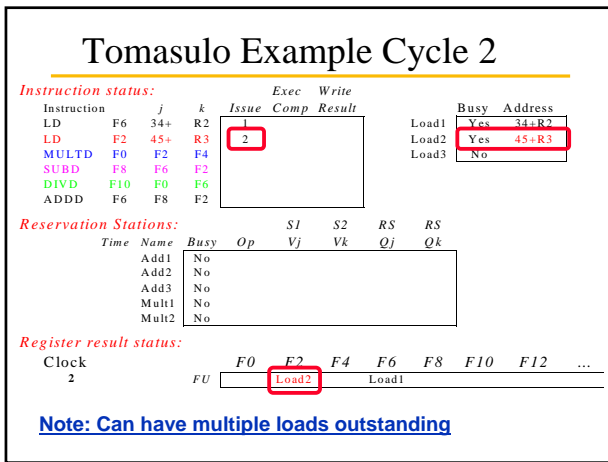 Tomasulo Example Cycle 2
Instruction status: Exec Write
Instruction j k Issue Comp Result Busy Address
LD F6 34+ R2 1 Load1 Yes 34+R2
LD F2 45+ R3 2 Load2 Yes 45+R3
MULTD F0 F2 F4 Load3 No
SUBD F8 F6 F2
DIVD F10 F0 F6
ADDD F6 F8 F2
Reservation Stations: S1 S2 RS RS
Time Name Busy Op Vj Vk Qj Qk
Add1 No
Add2 No
Add3 No
Mult1 No
Mult2 No
Register result status:
Clock F0 F2 F4 F6 F8 F10 F12 ...
2 FU Load2 Load1
Note: Can have multiple loads outstanding